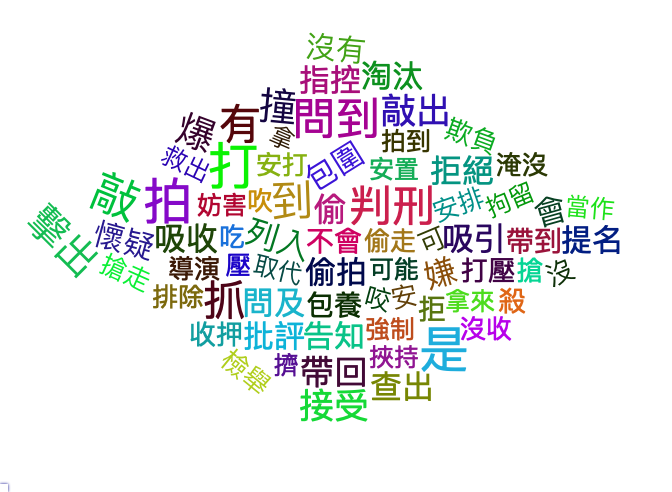 沒有
指控
淘汰
撞
問到
敲出
爆
有
拿
拍到
欺負
救出
打
安打
包圍
安置
拒絕
淹沒
敲
拍
妨害
吹
到
偷
判刑
安排
拘留
會
當作
擊出
懷疑
吸收
吃
列入
不會
偷走
可
吸引
帶到
提名
搶走
導演
壓
取代
偷拍
可能
嫌
打壓
搶
沒
排除
抓
問及
包養
咬
安
拒
拿來
殺
收押
批評
告知
強制
是
沒收
檢舉
擠
帶回
挾持
查出
接受